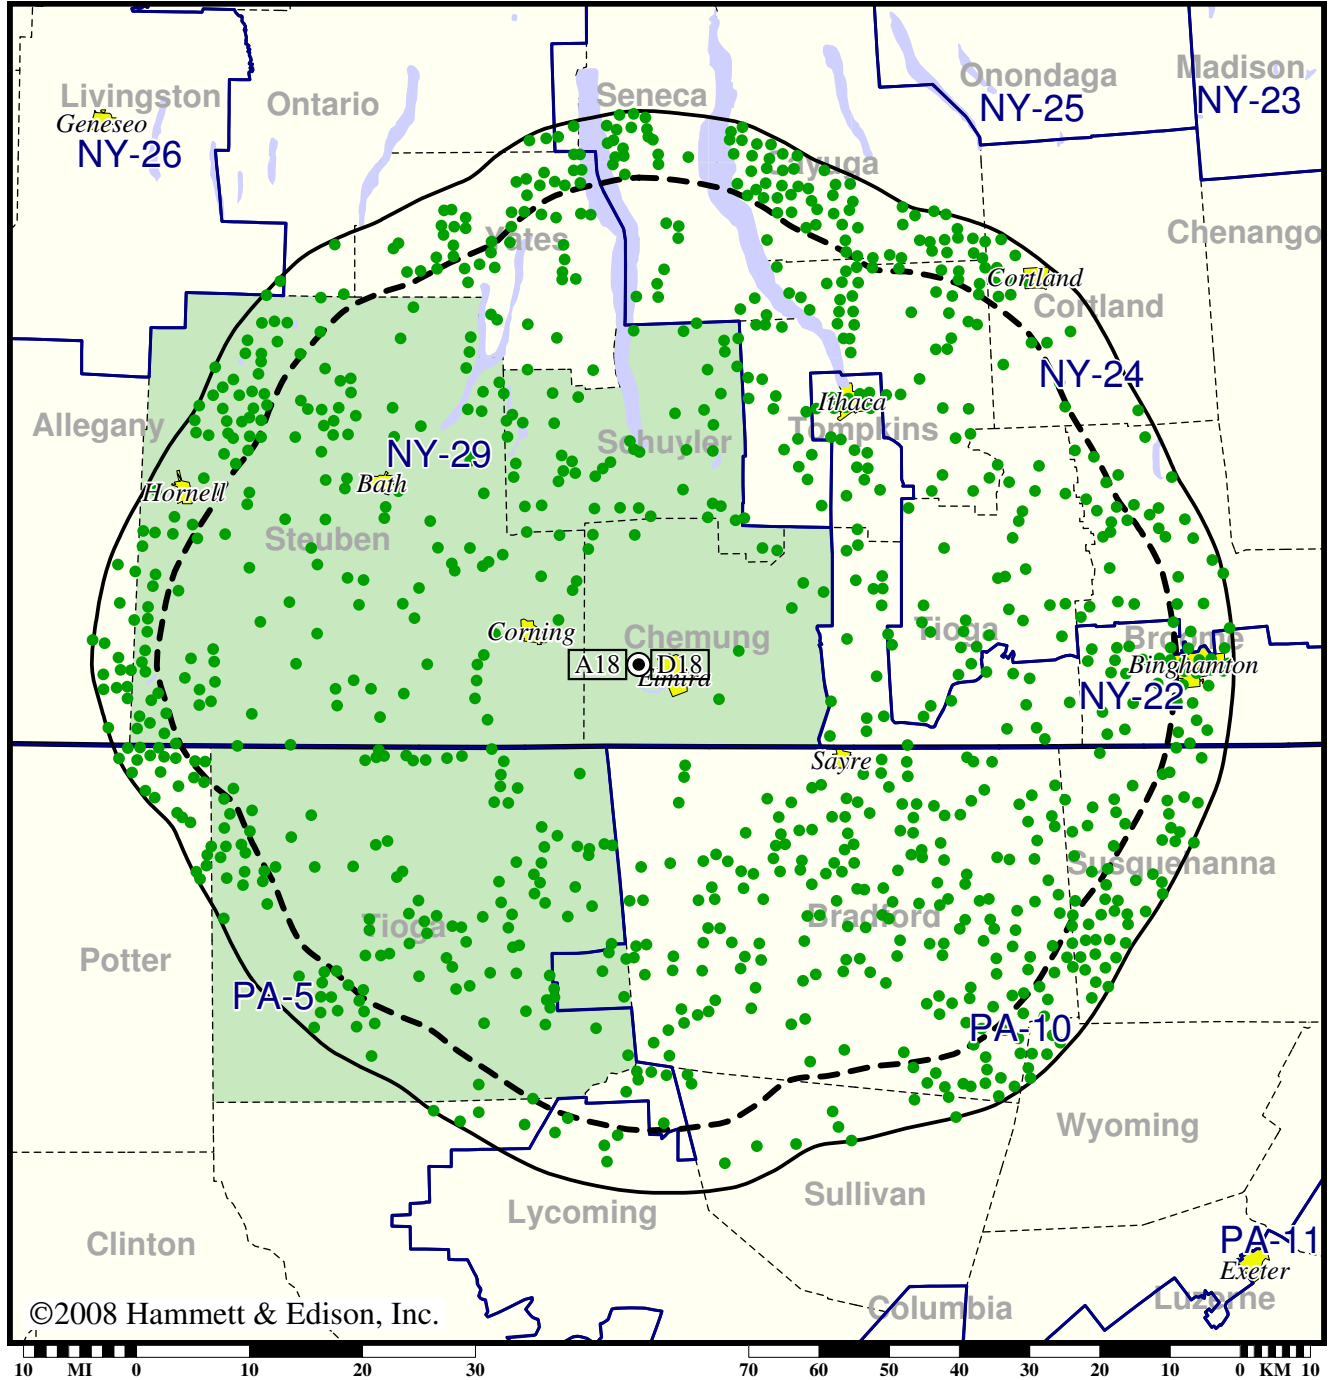 Livingston
Geneseo
NY-26
Ontario
Seneca
Onondaga
NY-25
Madison
NY-23
Cayuga
Yates
Chenango
Cortland
Cortland
NY-24
Allegany
Hornell
NY-29
Bath
Schuyler
Ithaca
Tompkins
Steuben
Corning
Chemung
A18
D18
Elmira
Tioga
Broome
Binghamton
NY-22
Sayre
Susquehanna
Bradford
Tioga
Potter
PA-5
PA-10
Wyoming
Sullivan
Lycoming
Clinton
PA-11
Exeter
Luzerne
Columbia
©2008 Hammett & Edison, Inc.
10 MI 0 10 20 30
70 60 50 40 30 20 10 0 KM 10